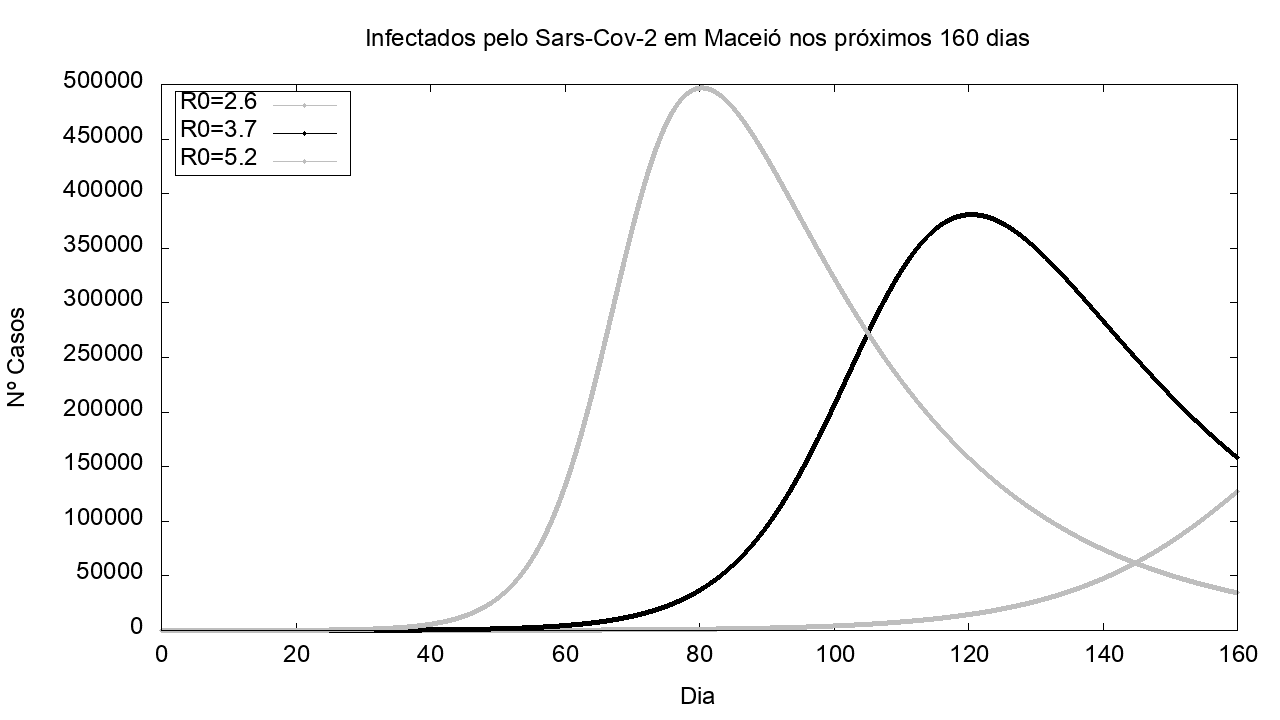 Infectados pelo Sars-Cov-2 em Maceió nos próximos 160 dias
500000
450000
400000
350000
300000
250000
200000
150000
100000
50000
0
R0=2.6
R0=3.7
R0=5.2
Nº Casos
0 20 40 60 80 100 120 140 160
Dia